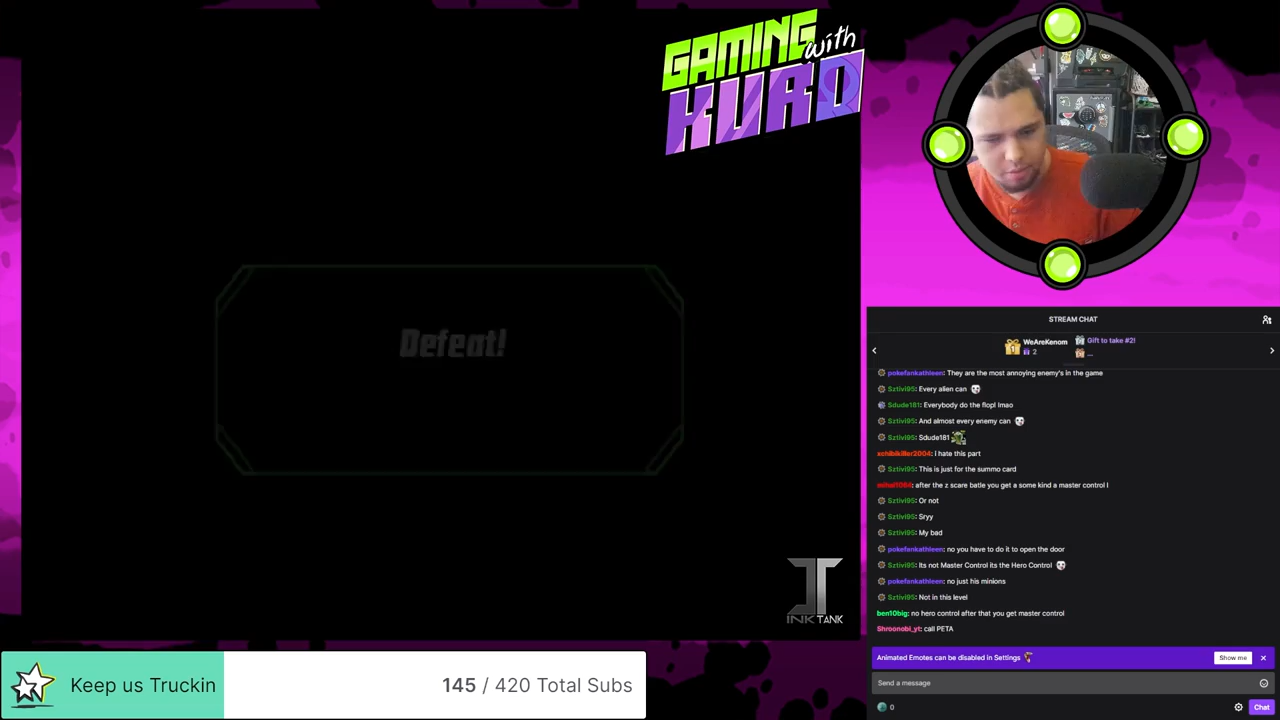 GAMING with
KURO
Defeat!
INKTANK
Keep us Truckin
145 / 420 Total Subs
STREAM CHAT
WeAreKenom
2
Gift to take #2!
...
pokefankathleen: They are the most annoying enemy's in the game
Sztivi95: Every alien can
Sdude181: Everybody do the flop! lmao
Sztivi95: And almost every enemy can
Sztivi95: Sdude181
xchibikiller2004: I hate this part
Sztivi95: This is just for the summo card
mihai1084: after the z scare batle you get a some kind a master control l
Sztivi95: Or not
Sztivi95: Sryy
Sztivi95: My bad
pokefankathleen: no you have to do it to open the door
Sztivi95: Its not Master Control its the Hero Control
pokefankathleen: no just his minions
Sztivi95: Not in this level
ben10big: no hero control after that you get master control
Shroonobi_yt: call PETA
Animated Emotes can be disabled in Settings
Show me
Send a message
0
Chat